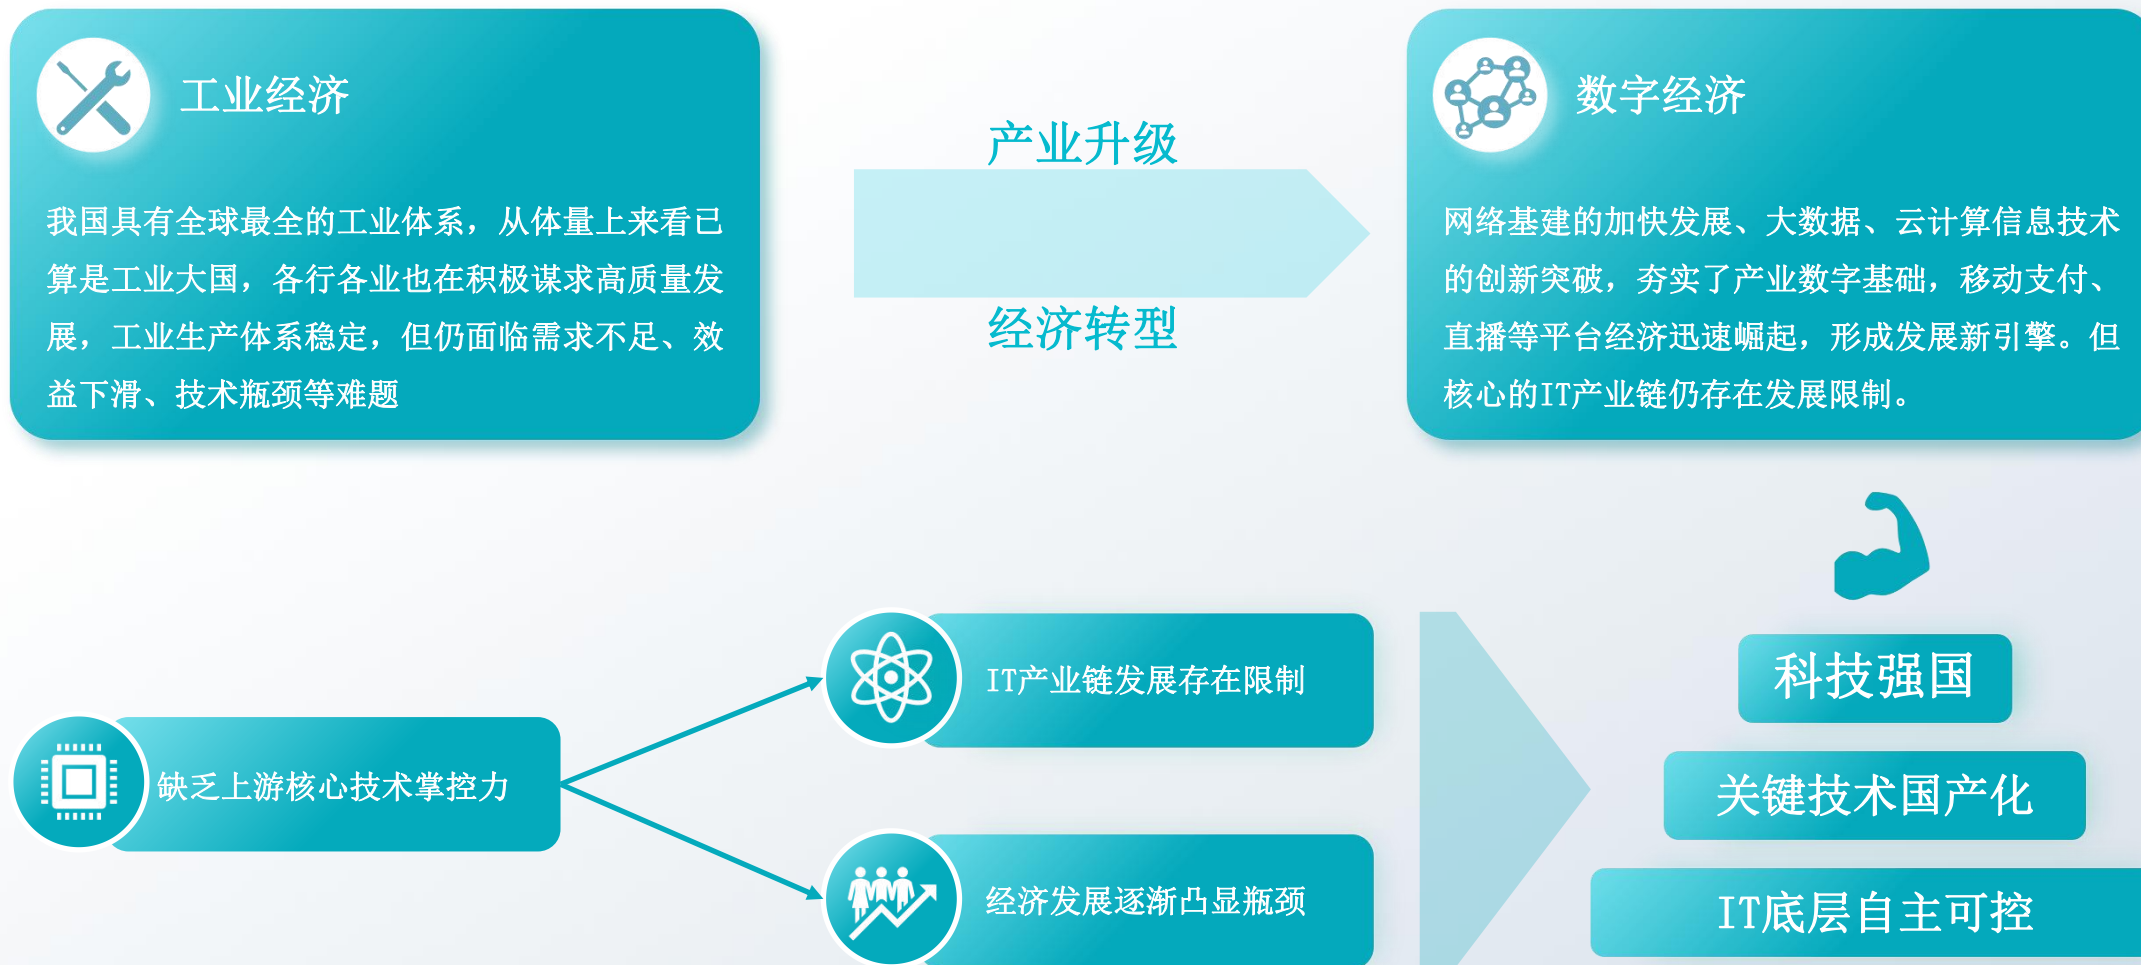 工业经济
我国具有全球最全的工业体系，从体量上来看已
算是工业大国，各行各业也在积极谋求高质量发
展，工业生产体系稳定，但仍面临需求不足、效
益下滑、技术瓶颈等难题
产业升级
经济转型
数字经济
网络基建的加快发展、大数据、云计算信息技术
的创新突破，夯实了产业数字基础，移动支付、
直播等平台经济迅速崛起，形成发展新引擎。但
核心的IT产业链仍存在发展限制。
缺乏上游核心技术掌控力
IT产业链发展存在限制
经济发展逐渐凸显瓶颈
科技强国
关键技术国产化
IT底层自主可控